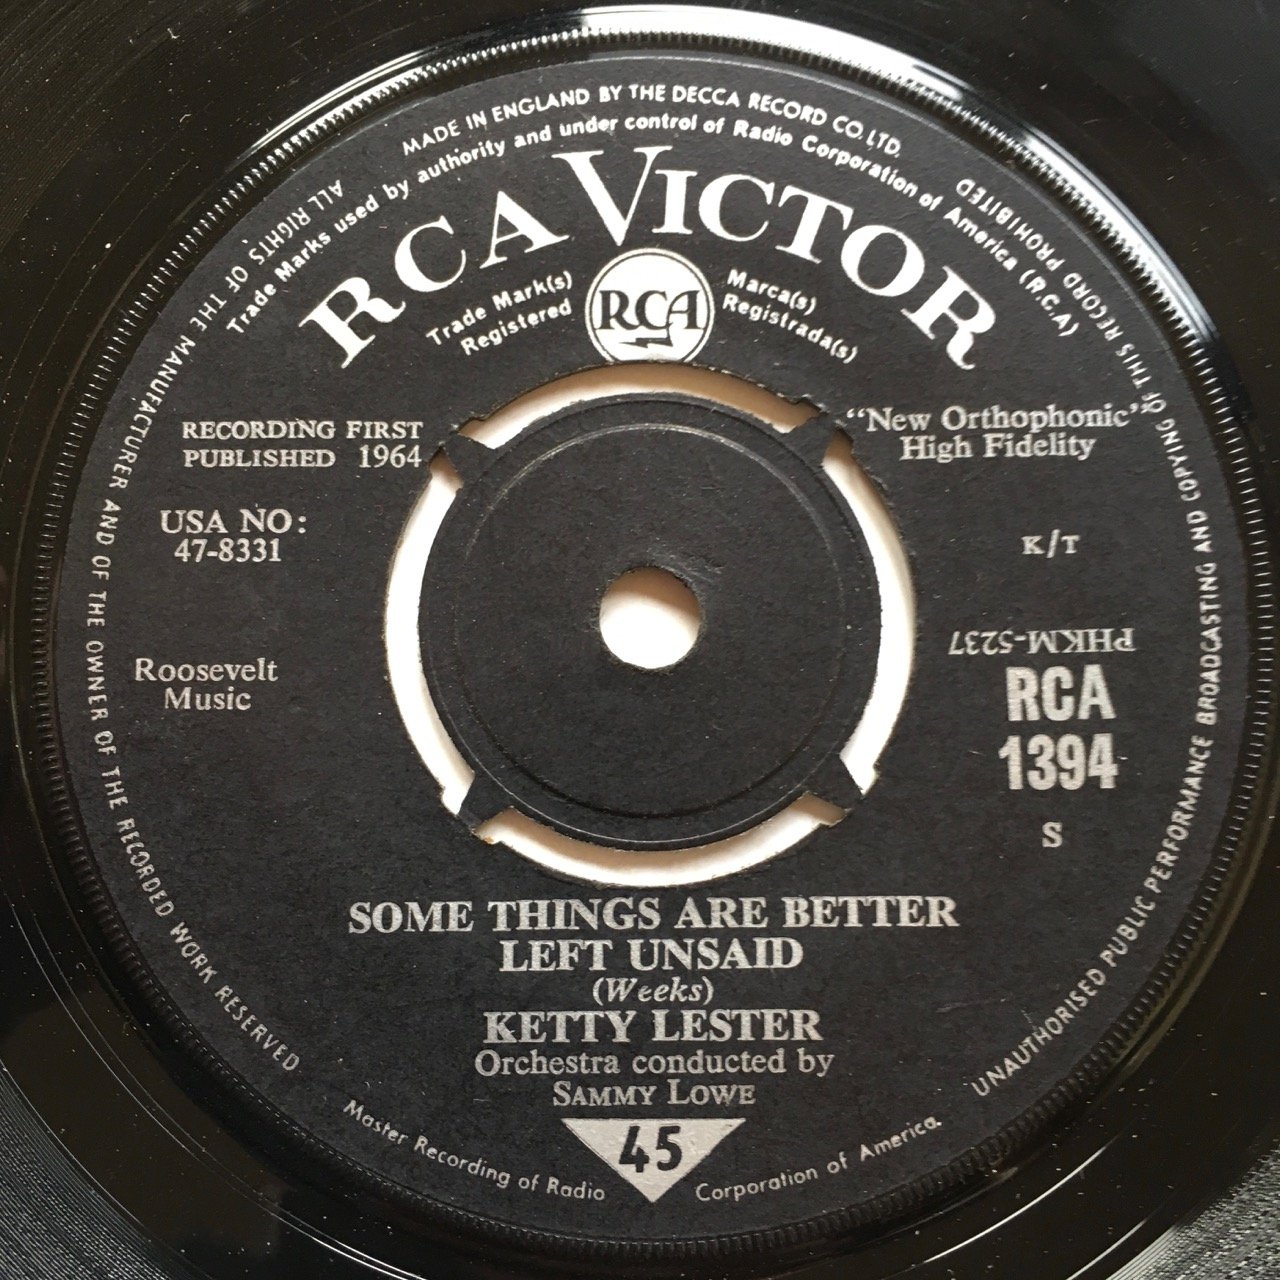 MADE IN ENGLAND BY THE DECCA RECORD CO. LTD.
Trade Marks used by authority and under control of Radio Corporation of America (R.C.A)
RCA VICTOR
Trade Mark(s)
Registered
RCA
Marca(s)
Registrada(s)
RECORDING FIRST
PUBLISHED 1964
"New Orthophonic"
High Fidelity
USA NO:
47-8331
K/T
Roosevelt
Music
PHKM-5237
RCA
1394
S
SOME THINGS ARE BETTER
LEFT UNSAID
(Weeks)
KETTY LESTER
Orchestra conducted by
SAMMY LOWE
45
Master Recording of Radio Corporation of America.
ALL RIGHTS OF THE MANUFACTURER AND OF THE OWNER OF THE RECORDED WORK RESERVED
UNAUTHORISED PUBLIC PERFORMANCE BROADCASTING AND COPYING OF THIS RECORD PROHIBITED